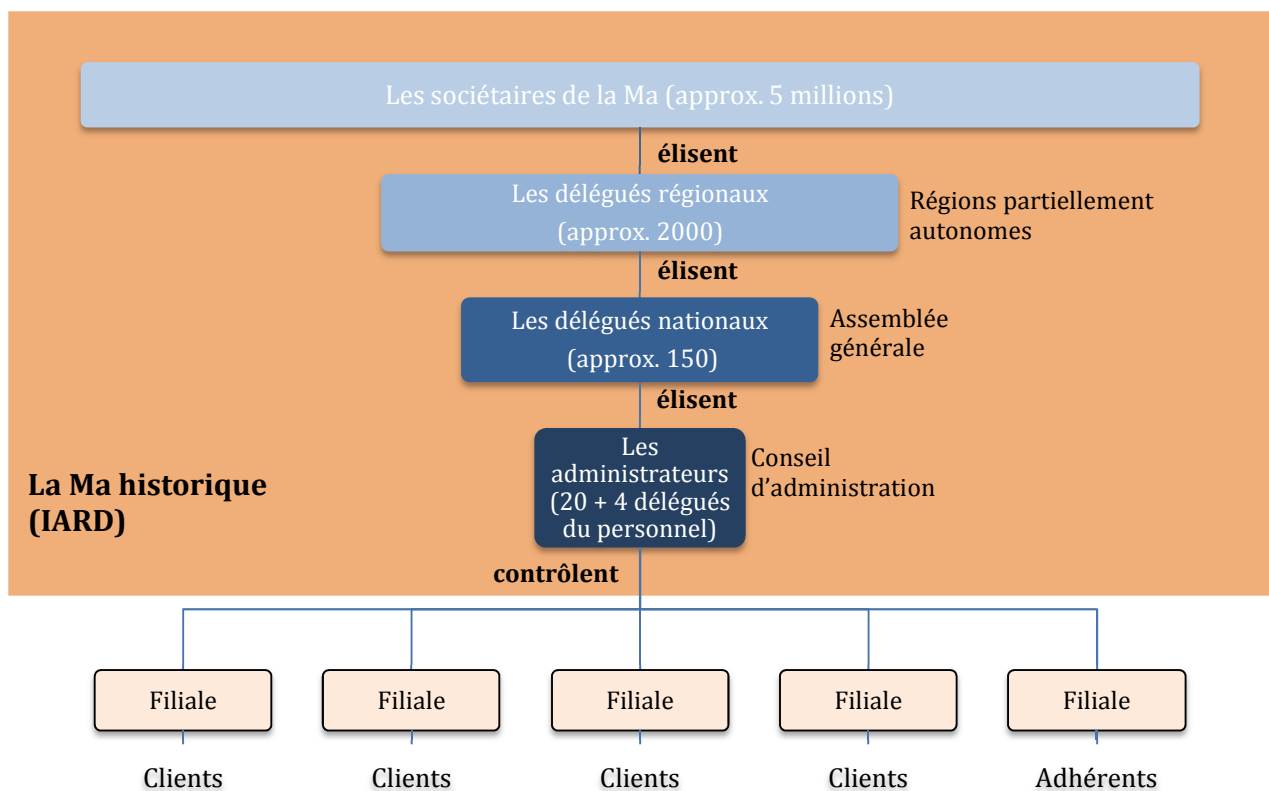 Les sociétaires de la Ma (approx. 5 millions)
élisent
Les délégués régionaux
(approx. 2000)
Régions partiellement
autonomes
élisent
Les délégués nationaux
(approx. 150)
Assemblée
générale
élisent
Les
administrateurs
(20 + 4 délégués
du personnel)
Conseil
d’administration
La Ma historique
(IARD)
contrôlent
Filiale
Filiale
Filiale
Filiale
Filiale
Clients
Clients
Clients
Clients
Adhérents